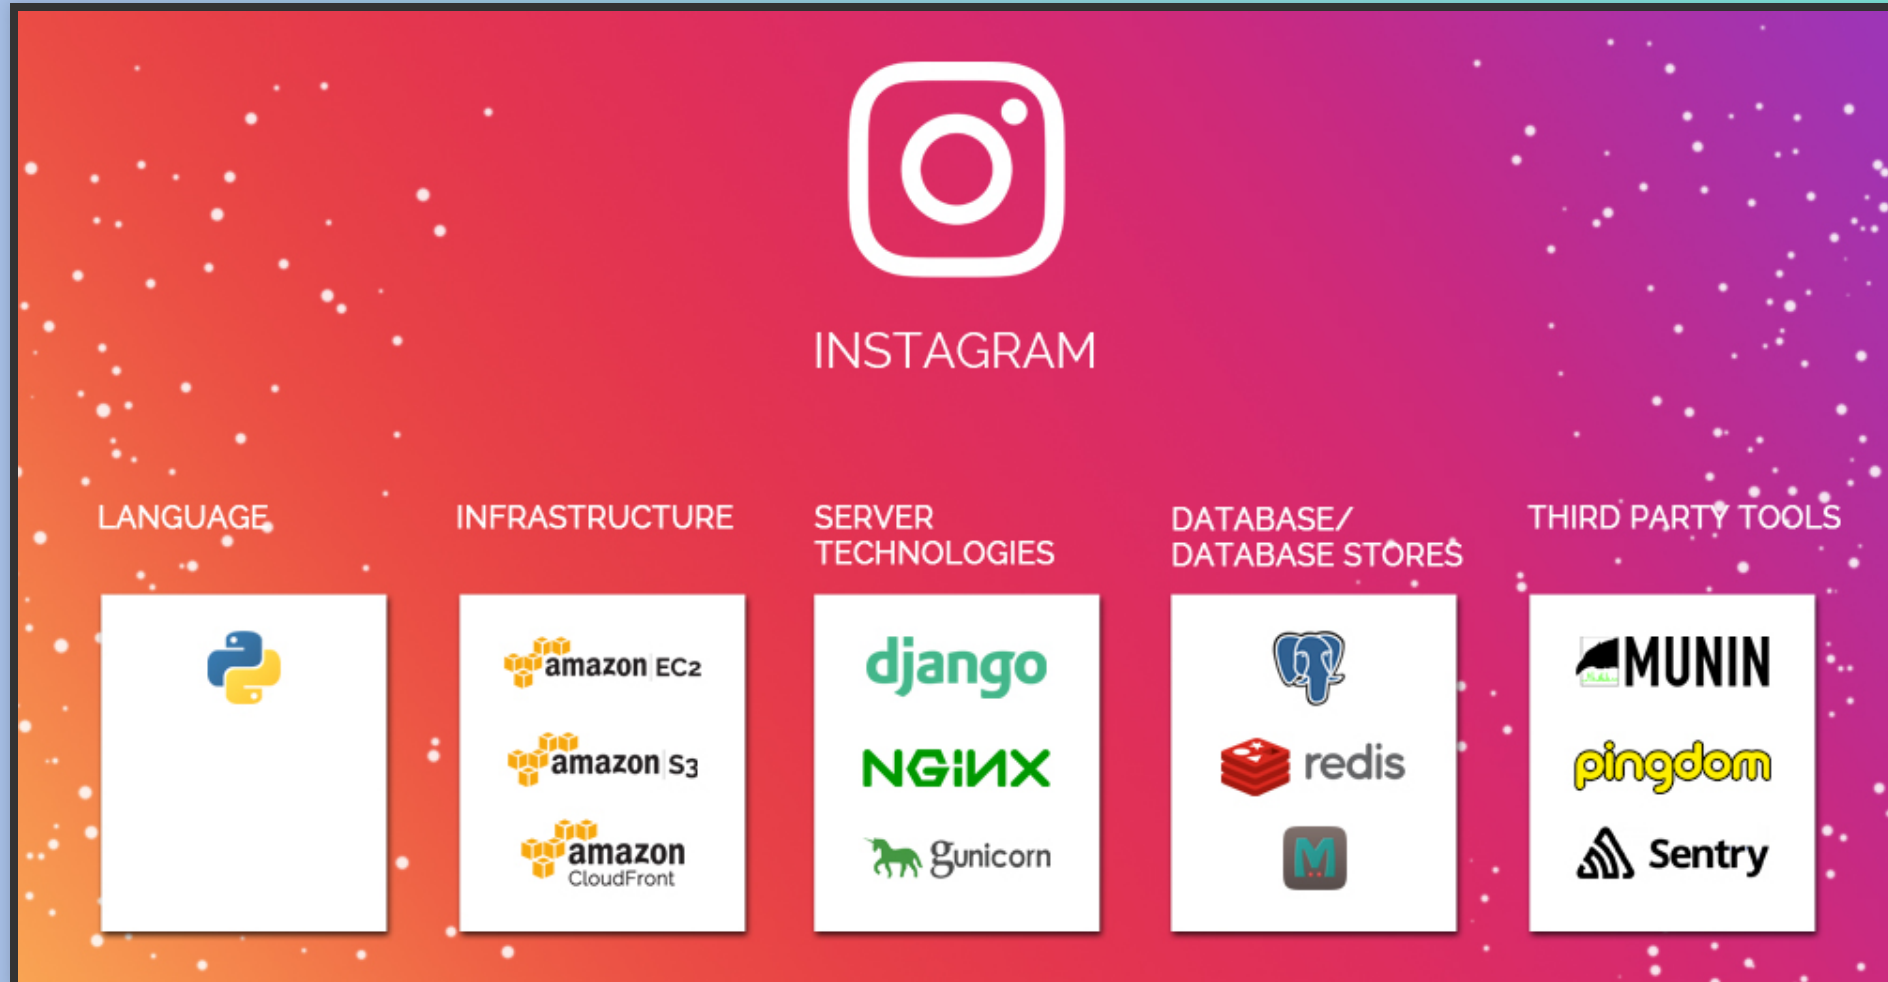 INSTAGRAM
LANGUAGE
INFRASTRUCTURE
amazon EC2
amazon S3
amazon
CloudFront
SERVER
TECHNOLOGIES
django
NGiNX
gunicorn
DATABASE/
DATABASE STORES
redis
M
THIRD PARTY TOOLS
MUNIN
pingdom
Sentry